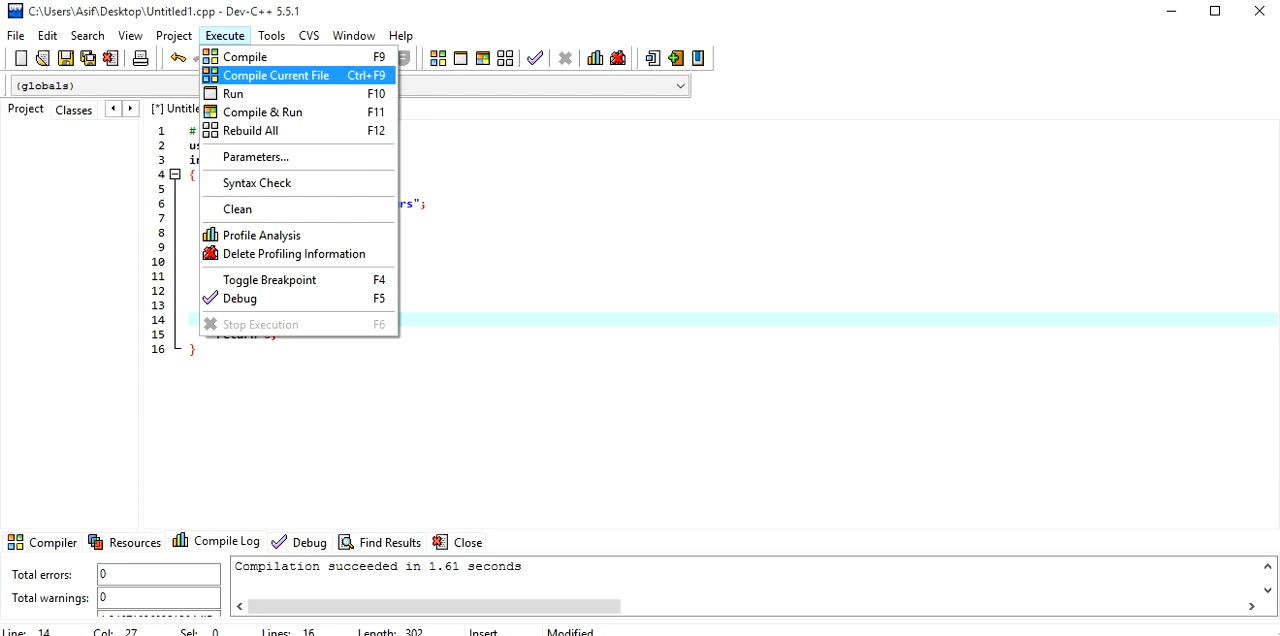 C:\Users\Asif\Desktop\Untitled1.cpp - Dev-C++ 5.5.1
File Edit Search View Project Execute Tools CVS Window Help
(globals)
Project Classes
Compile F9
Compile Current File Ctrl+F9
Run F10
Compile & Run F11
Rebuild All F12
Parameters...
Syntax Check
Clean
Profile Analysis
Delete Profiling Information
Toggle Breakpoint F4
Debug F5
Stop Execution F6
[*] Untitle
1 #
2 us
3 in
4 {
5
6 rs";
7
8
9
10
11
12
13
14
15
16 }
Compiler Resources Compile Log Debug Find Results Close
Total errors: 0
Total warnings: 0
Compilation succeeded in 1.61 seconds
Line: 14 Col: 27 Sel: 0 Lines: 16 Length: 302 Insert Modified